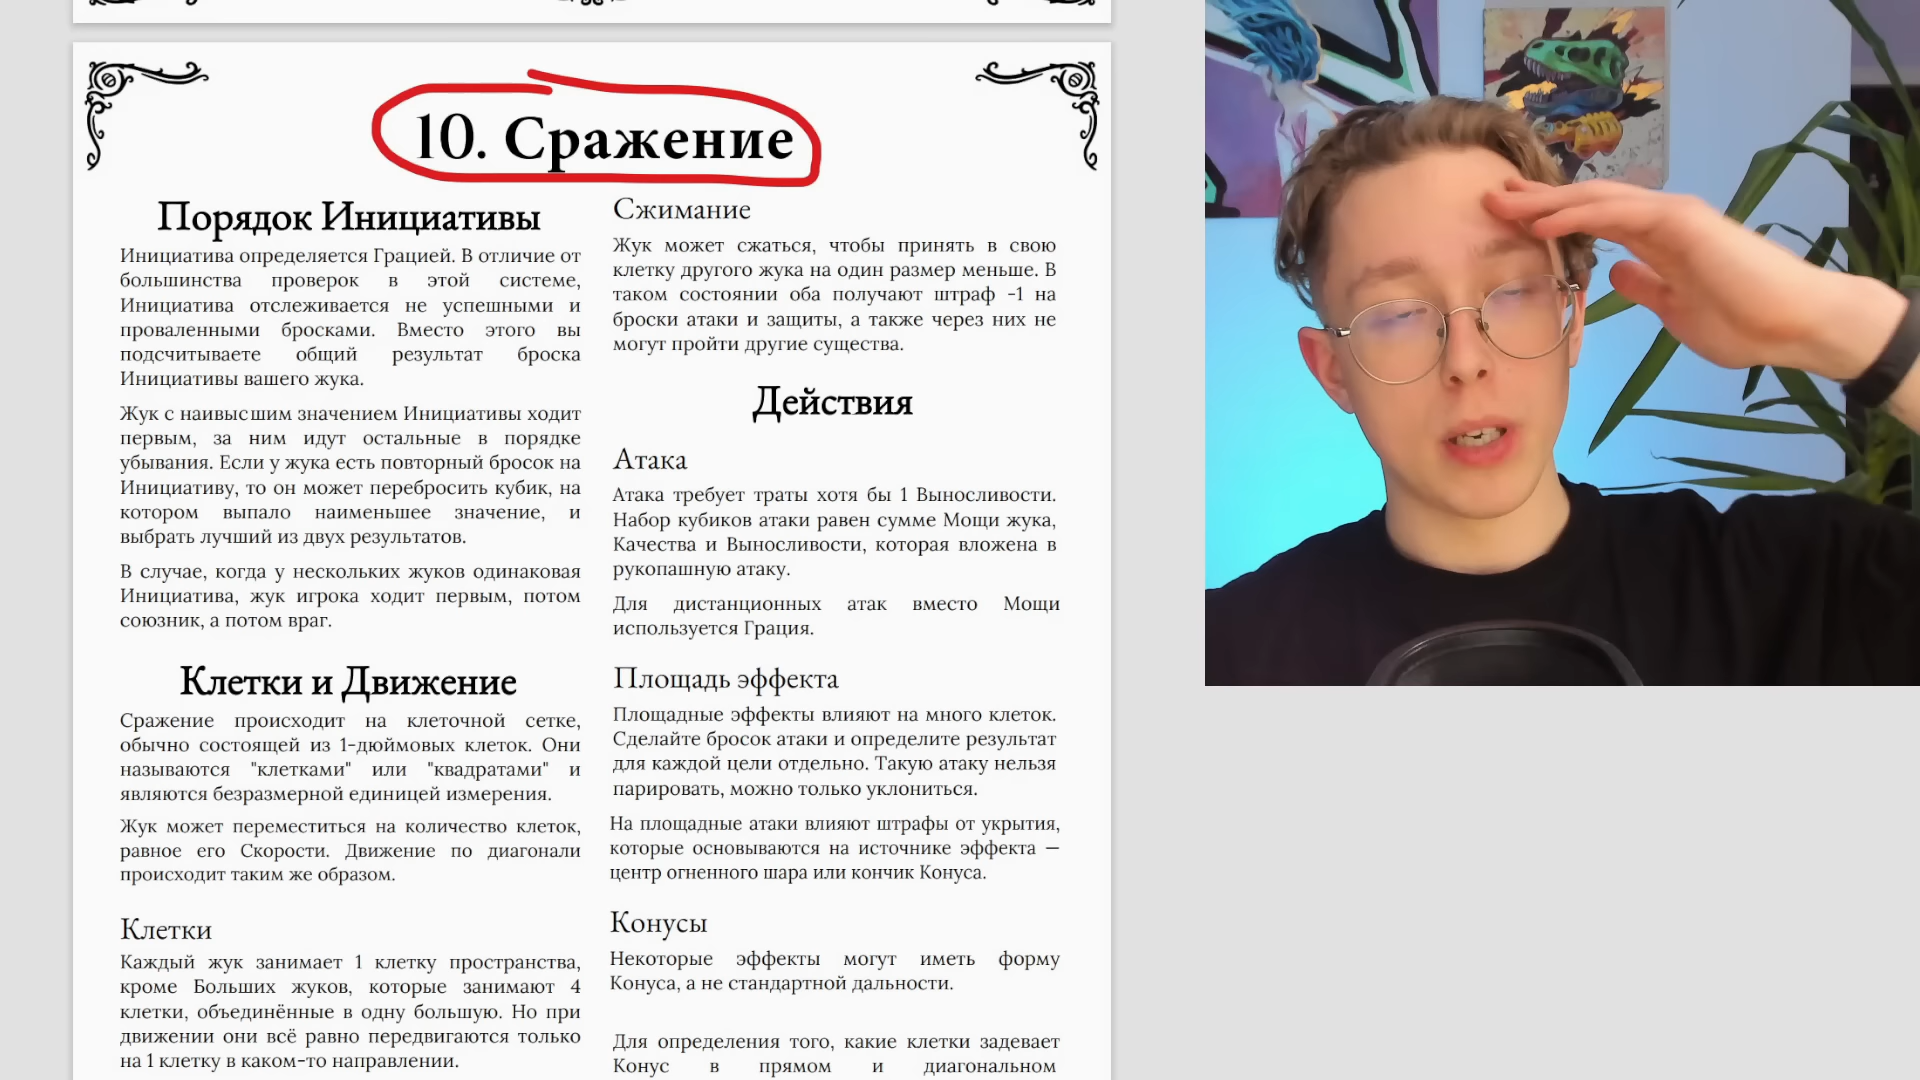 10. Сражение
Порядок Инициативы
Инициатива определяется Грацией. В отличие от
большинства проверок в этой системе,
Инициатива отслеживается не успешными и
проваленными бросками. Вместо этого вы
подсчитываете общий результат броска
Инициативы вашего жука.
Жук с наивысшим значением Инициативы ходит
первым, за ним идут остальные в порядке
убывания. Если у жука есть повторный бросок на
Инициативу, то он может перебросить кубик, на
котором выпало наименьшее значение, и
выбрать лучший из двух результатов.
В случае, когда у нескольких жуков одинаковая
Инициатива, жук игрока ходит первым, потом
союзник, а потом враг.
Клетки и Движение
Сражение происходит на клеточной сетке,
обычно состоящей из 1-дюймовых клеток. Они
называются "клетками" или "квадратами" и
являются безразмерной единицей измерения.
Жук может переместиться на количество клеток,
равное его Скорости. Движение по диагонали
происходит таким же образом.
Клетки
Каждый жук занимает 1 клетку пространства,
кроме Больших жуков, которые занимают 4
клетки, объединённые в одну большую. Но при
движении они всё равно передвигаются только
на 1 клетку в каком-то направлении.
Сжимание
Жук может сжаться, чтобы принять в свою
клетку другого жука на один размер меньше. В
таком состоянии оба получают штраф -1 на
броски атаки и защиты, а также через них не
могут пройти другие существа.
Действия
Атака
Атака требует траты хотя бы 1 Выносливости.
Набор кубиков атаки равен сумме Мощи жука,
Качества и Выносливости, которая вложена в
рукопашную атаку.
Для дистанционных атак вместо Мощи
используется Грация.
Площадь эффекта
Площадные эффекты влияют на много клеток.
Сделайте бросок атаки и определите результат
для каждой цели отдельно. Такую атаку нельзя
парировать, можно только уклониться.
На площадные атаки влияют штрафы от укрытия,
которые основываются на источнике эффекта —
центр огненного шара или кончик Конуса.
Конусы
Некоторые эффекты могут иметь форму
Конуса, а не стандартной дальности.
Для определения того, какие клетки задевает
Конус в прямом и диагональном